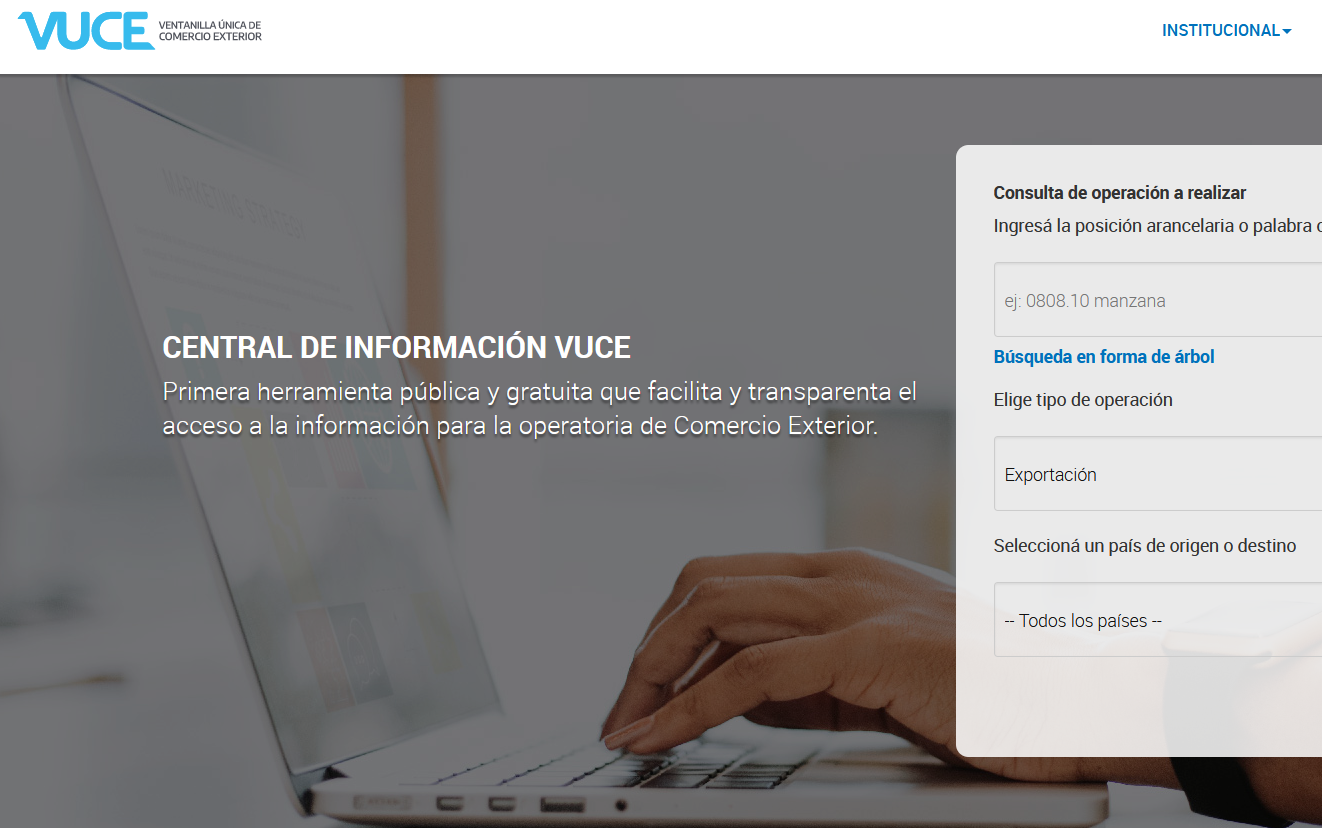 VUCE
VENTANILLA ÚNICA DE
COMERCIO EXTERIOR
INSTITUCIONAL
CENTRAL DE INFORMACIÓN VUCE
Primera herramienta pública y gratuita que facilita y transparenta el
acceso a la información para la operatoria de Comercio Exterior.
Consulta de operación a realizar
Ingresá la posición arancelaria o palabra
ej: 0808.10 manzana
Búsqueda en forma de árbol
Elige tipo de operación
Exportación
Seleccioná un país de origen o destino
-- Todos los países --